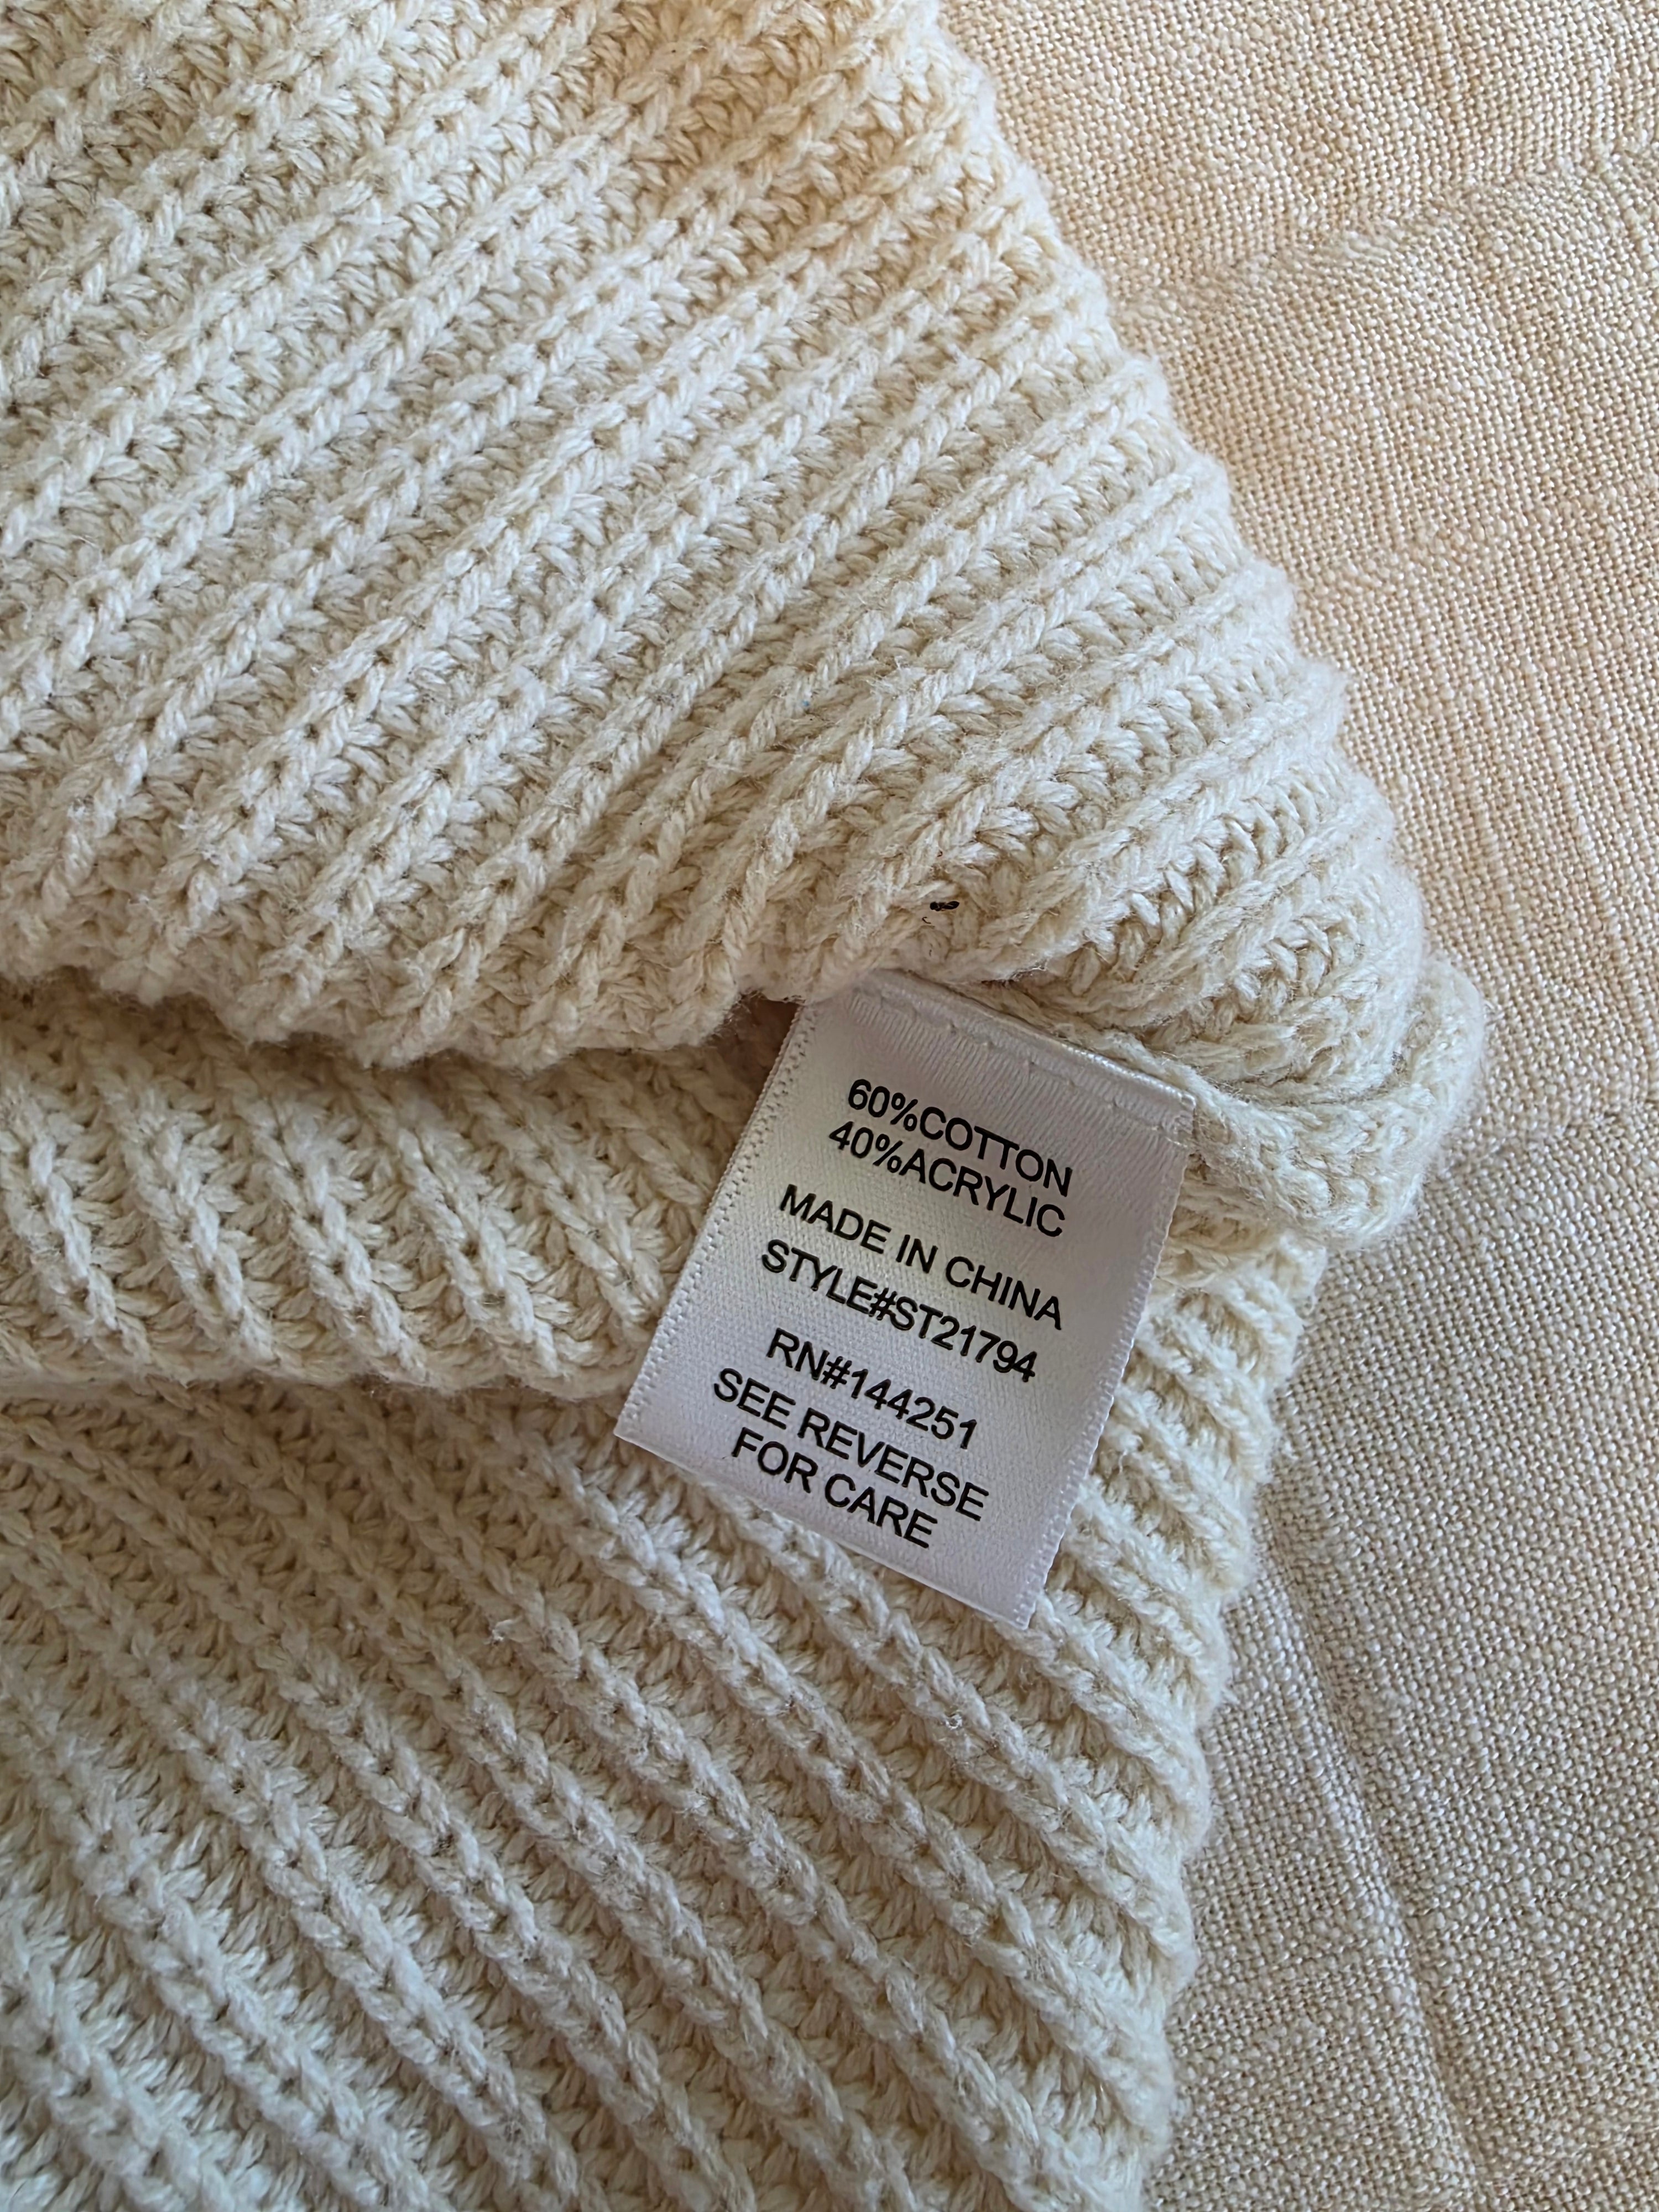 60%COTTON
40%ACRYLIC
MADE IN CHINA
STYLE#ST21794
RN#144251
SEE REVERSE
FOR CARE